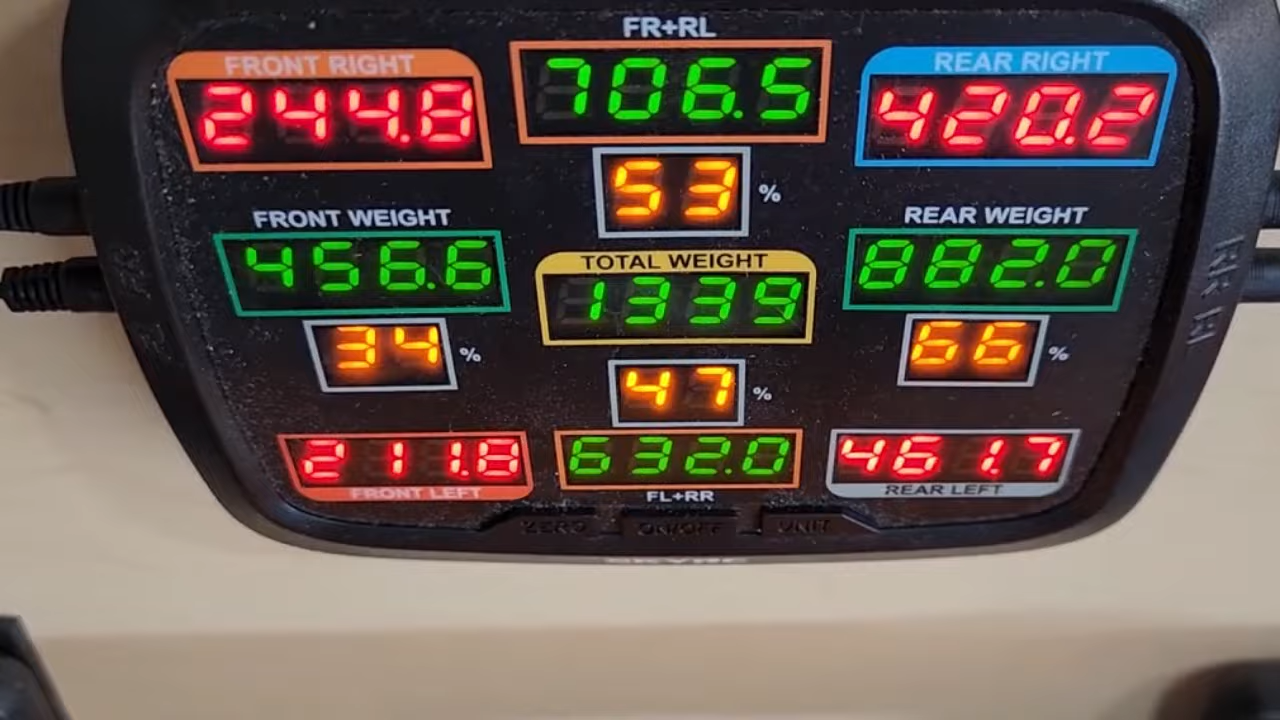 FR+RL
FRONT RIGHT
REAR RIGHT
244.8
706.5
420.2
53 %
FRONT WEIGHT
REAR WEIGHT
456.6
TOTAL WEIGHT
882.0
1339
34 %
66 %
47 %
211.8
632.0
461.7
FRONT LEFT
FL+RR
REAR LEFT
ZERO
ON/OFF
UNIT